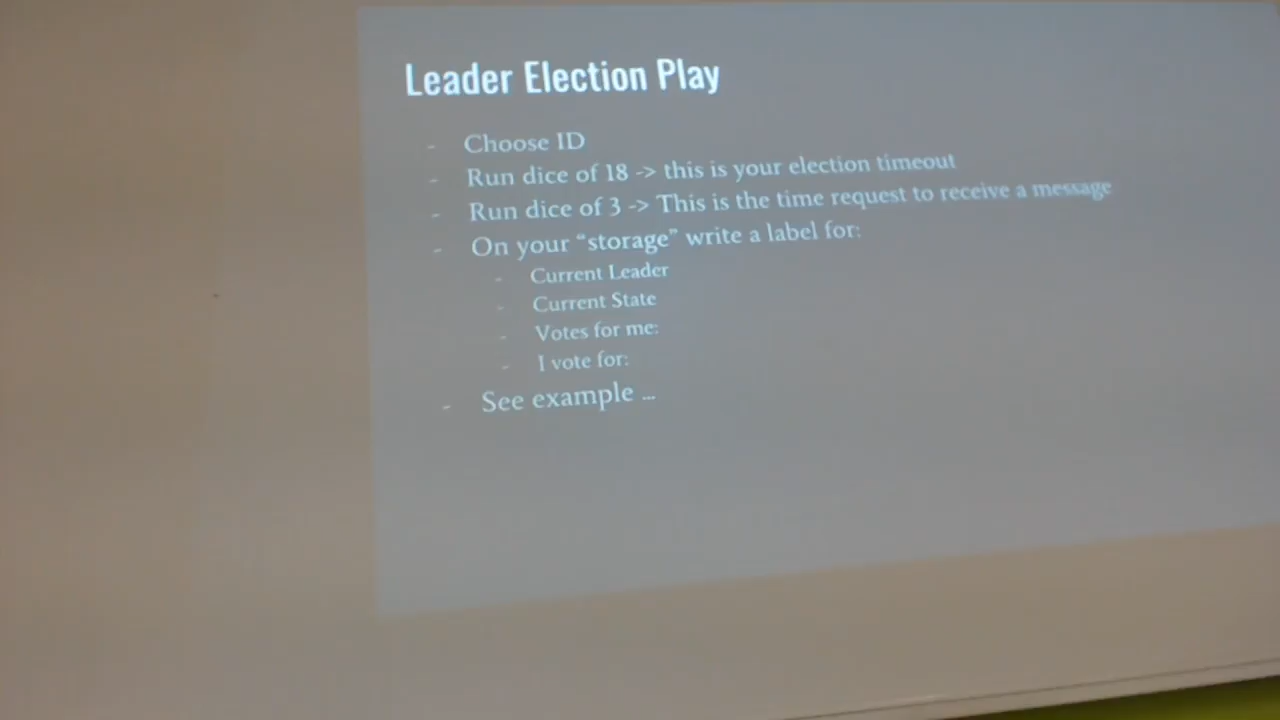 Leader Election Play
- Choose ID
- Run dice of 18 -> this is your election timeout
- Run dice of 3 -> This is the time request to receive a message
- On your “storage” write a label for:
- Current Leader
- Current State
- Votes for me:
- I vote for:
- See example ...